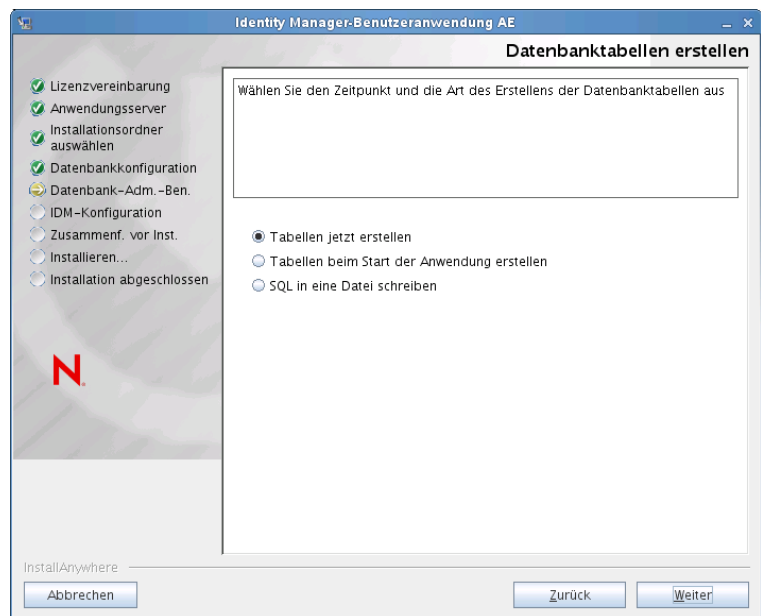 Identity Manager-Benutzeranwendung AE
Datenbanktabellen erstellen
Lizenzvereinbarung
Anwendungsserver
Installationsordner
auswählen
Datenbankkonfiguration
Datenbank-Adm.-Ben.
IDM-Konfiguration
Zusammenf. vor Inst.
Installieren...
Installation abgeschlossen
N.
Wählen Sie den Zeitpunkt und die Art des Erstellens der Datenbanktabellen aus
Tabellen jetzt erstellen
Tabellen beim Start der Anwendung erstellen
SQL in eine Datei schreiben
InstallAnywhere
Abbrechen
Zurück
Weiter